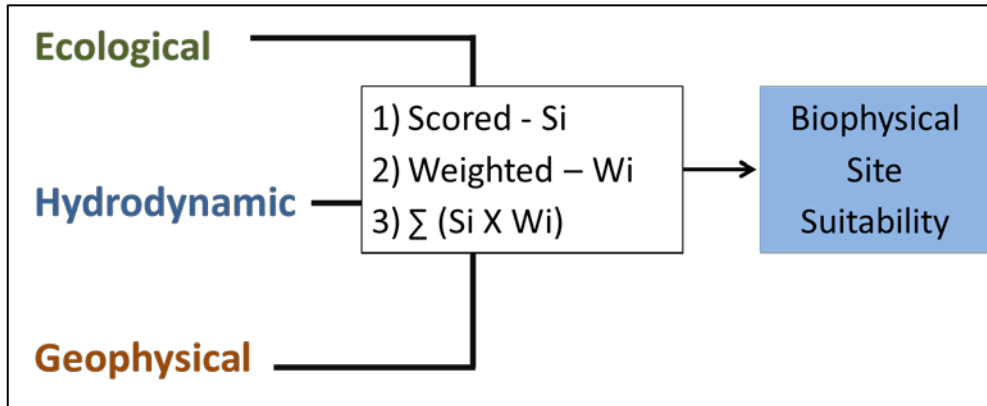 Ecological
Hydrodynamic
Geophysical
1) Scored - Si
2) Weighted – Wi
3) ∑ (Si X Wi)
Biophysical
Site
Suitability